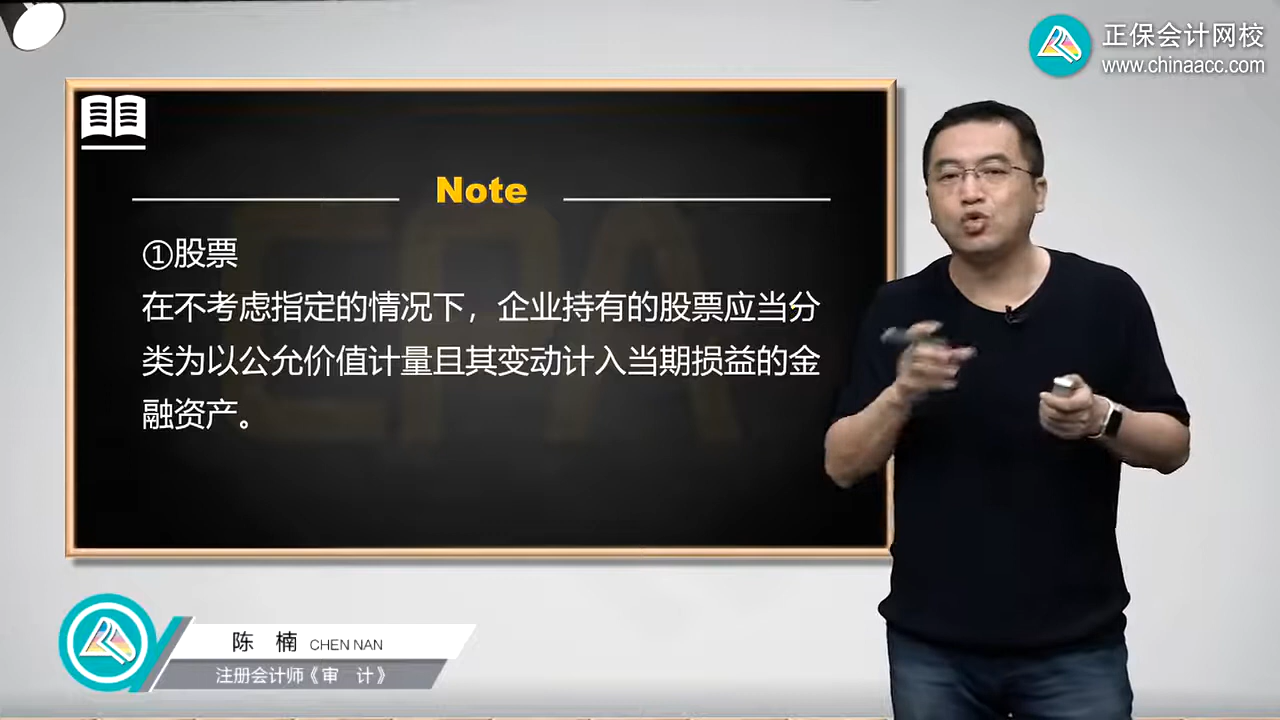 正保会计网校
www.chinaacc.com
Note
①股票
在不考虑指定的情况下，企业持有的股票应当分
类为以公允价值计量且其变动计入当期损益的金
融资产。
陈 楠 CHEN NAN
注册会计师《审 计》